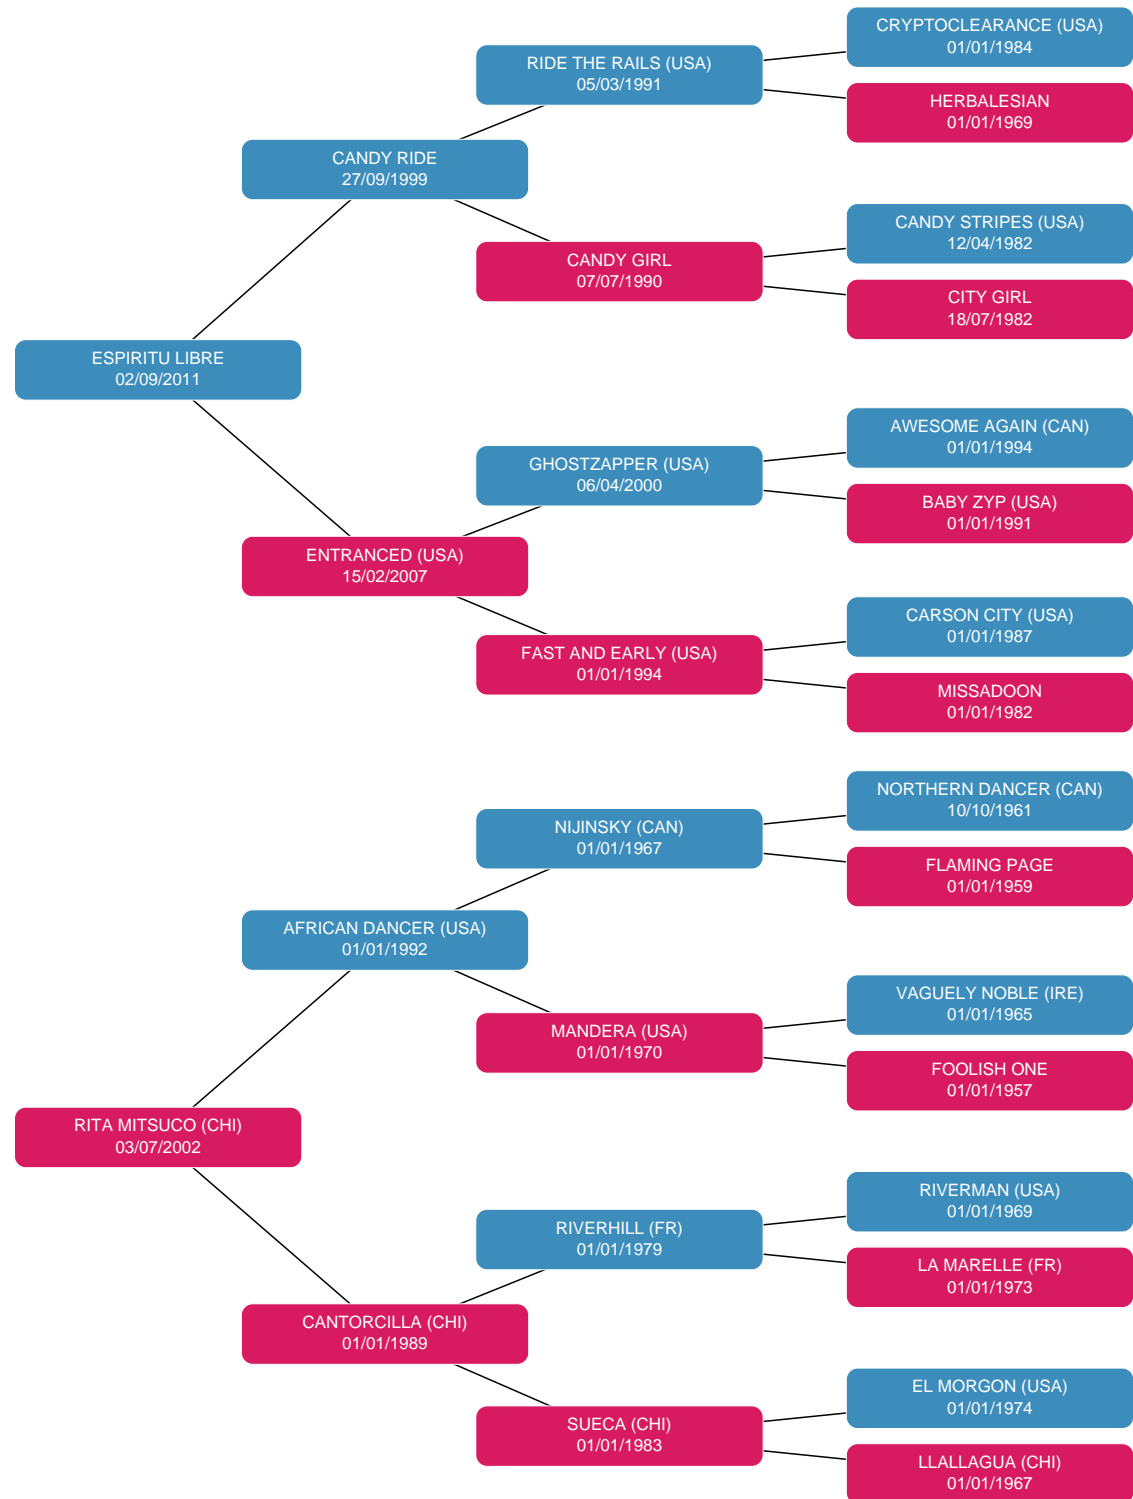 CRYPTOCLEARANCE (USA)
01/01/1984
RIDE THE RAILS (USA)
05/03/1991
HERBALESIAN
01/01/1969
CANDY RIDE
27/09/1999
CANDY STRIPES (USA)
12/04/1982
CANDY GIRL
07/07/1990
CITY GIRL
18/07/1982
ESPIRITU LIBRE
02/09/2011
AWESOME AGAIN (CAN)
01/01/1994
GHOSTZAPPER (USA)
06/04/2000
BABY ZYP (USA)
01/01/1991
ENTRANCED (USA)
15/02/2007
CARSON CITY (USA)
01/01/1987
FAST AND EARLY (USA)
01/01/1994
MISSADOON
01/01/1982
NORTHERN DANCER (CAN)
10/10/1961
NIJINSKY (CAN)
01/01/1967
FLAMING PAGE
01/01/1959
AFRICAN DANCER (USA)
01/01/1992
VAGUELY NOBLE (IRE)
01/01/1965
MANDERA (USA)
01/01/1970
FOOLISH ONE
01/01/1957
RITA MITSUCO (CHI)
03/07/2002
RIVERMAN (USA)
01/01/1969
RIVERHILL (FR)
01/01/1979
LA MARELLE (FR)
01/01/1973
CANTORCILLA (CHI)
01/01/1989
EL MORGON (USA)
01/01/1974
SUECA (CHI)
01/01/1983
LLALLAGUA (CHI)
01/01/1967